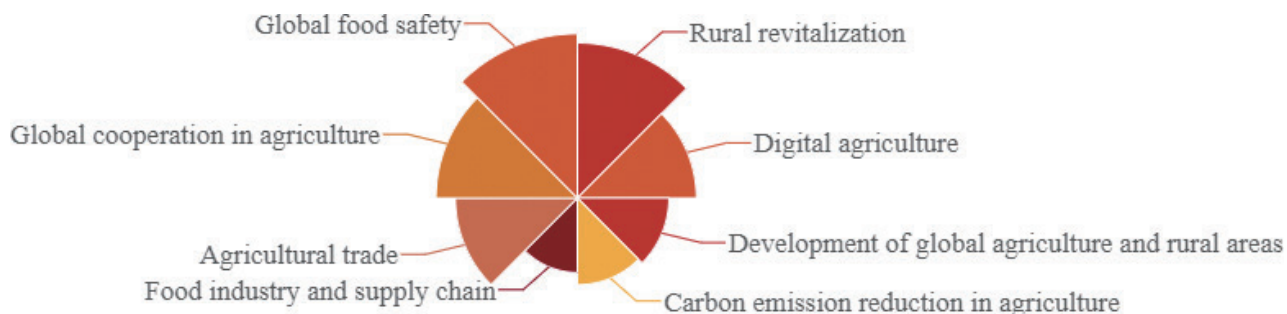 Global food safety
Rural revitalization
Global cooperation in agriculture
Digital agriculture
Agricultural trade
Development of global agriculture and rural areas
Food industry and supply chain
Carbon emission reduction in agriculture